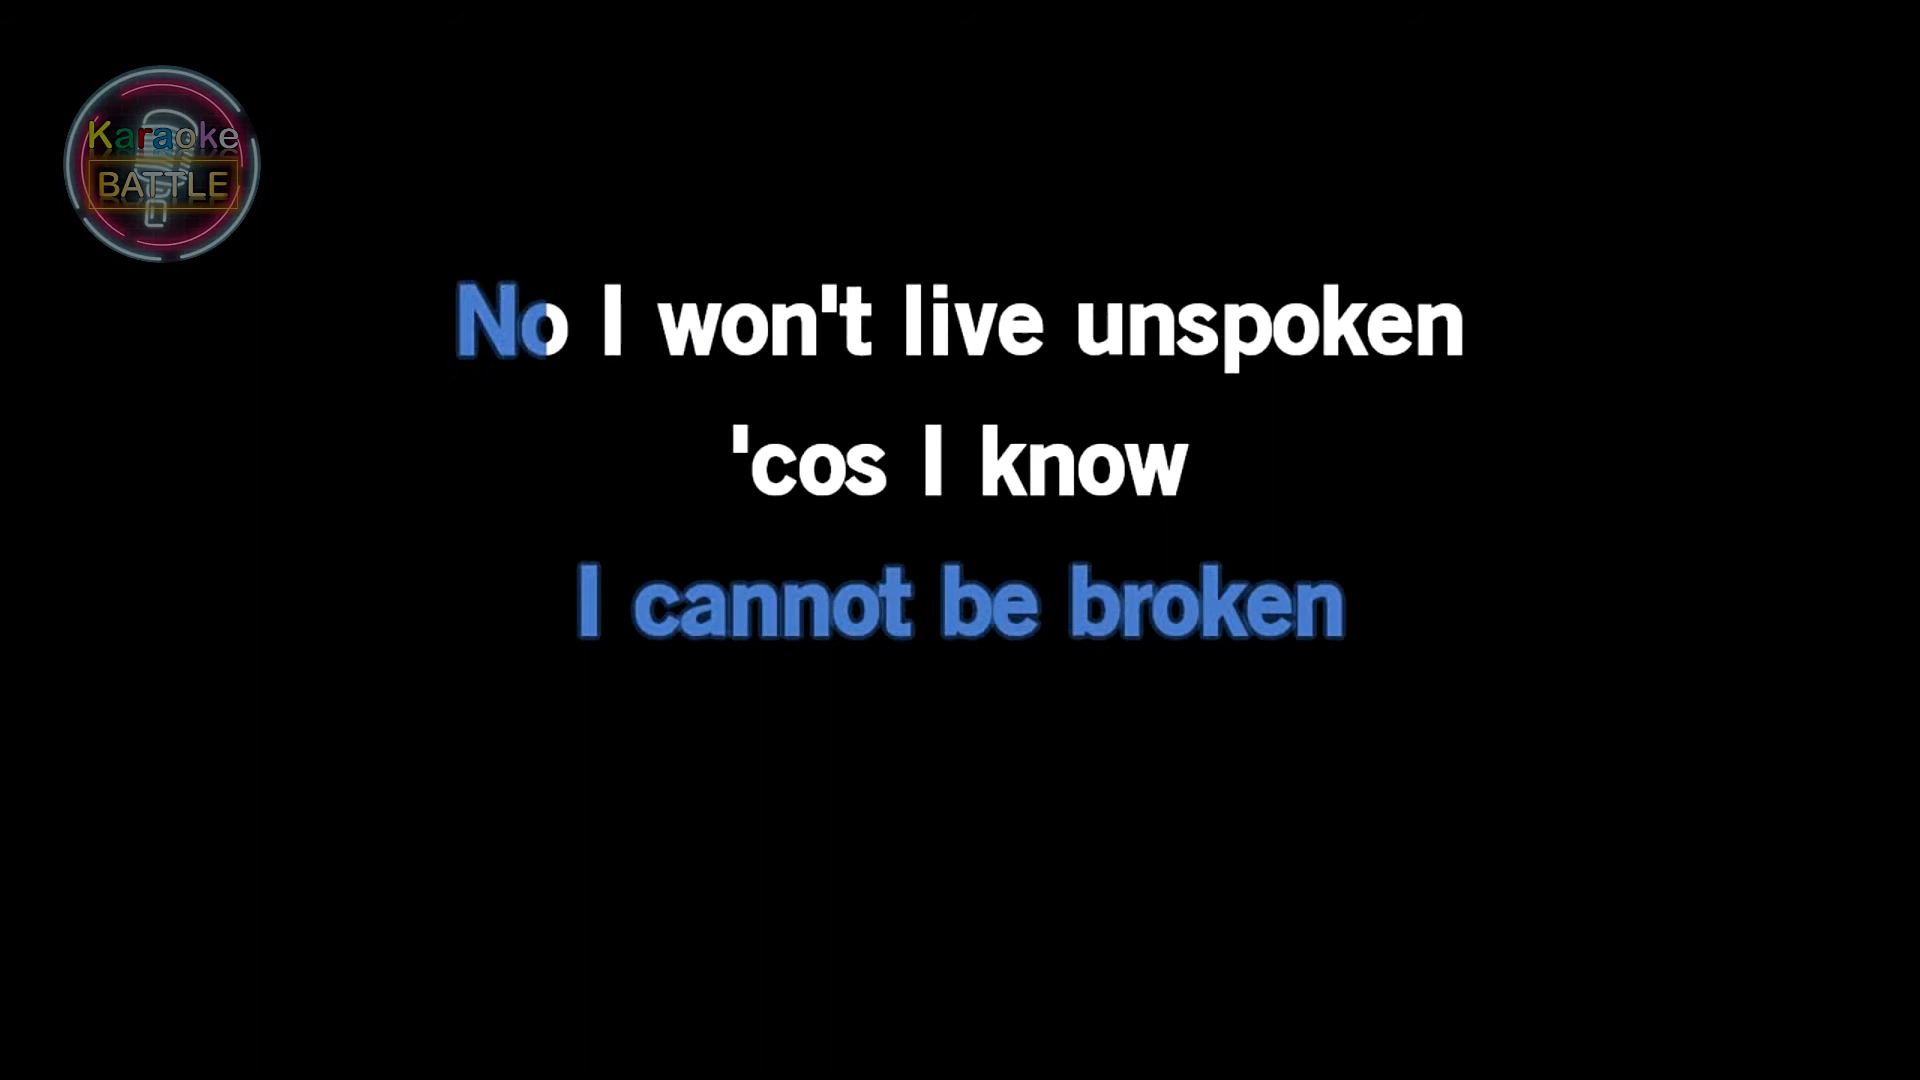 Karaoke
BATTLE
No I won't live unspoken
'cos I know
I cannot be broken